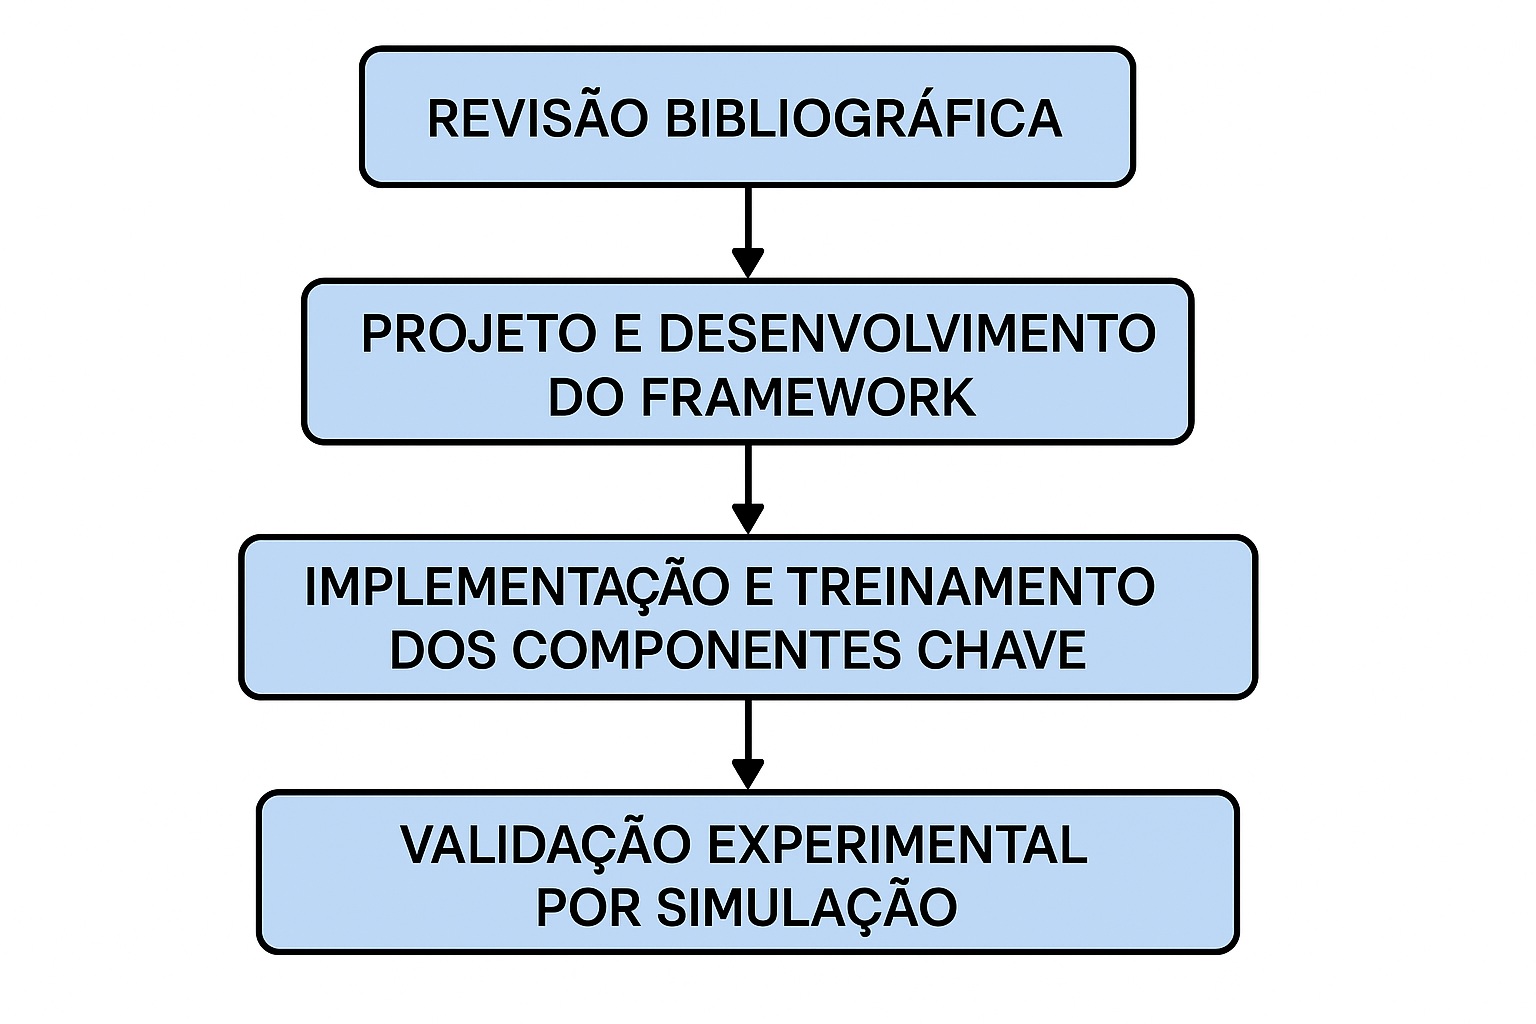 REVISÃO BIBLIOGRÁFICA
PROJETO E DESENVOLVIMENTO
DO FRAMEWORK
IMPLEMENTAÇÃO E TREINAMENTO
DOS COMPONENTES CHAVE
VALIDAÇÃO EXPERIMENTAL
POR SIMULAÇÃO